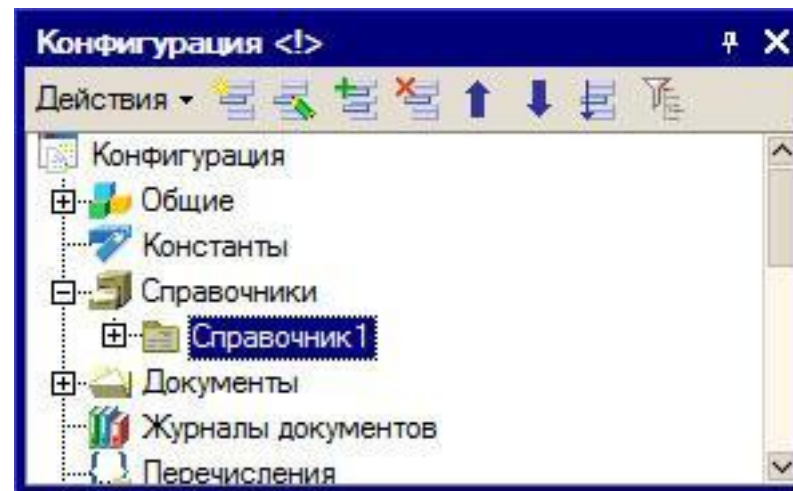 Конфигурация <!>
Действия
Конфигурация
Общие
Константы
Справочники
Справочник1
Документы
Журналы документов
Перечисления